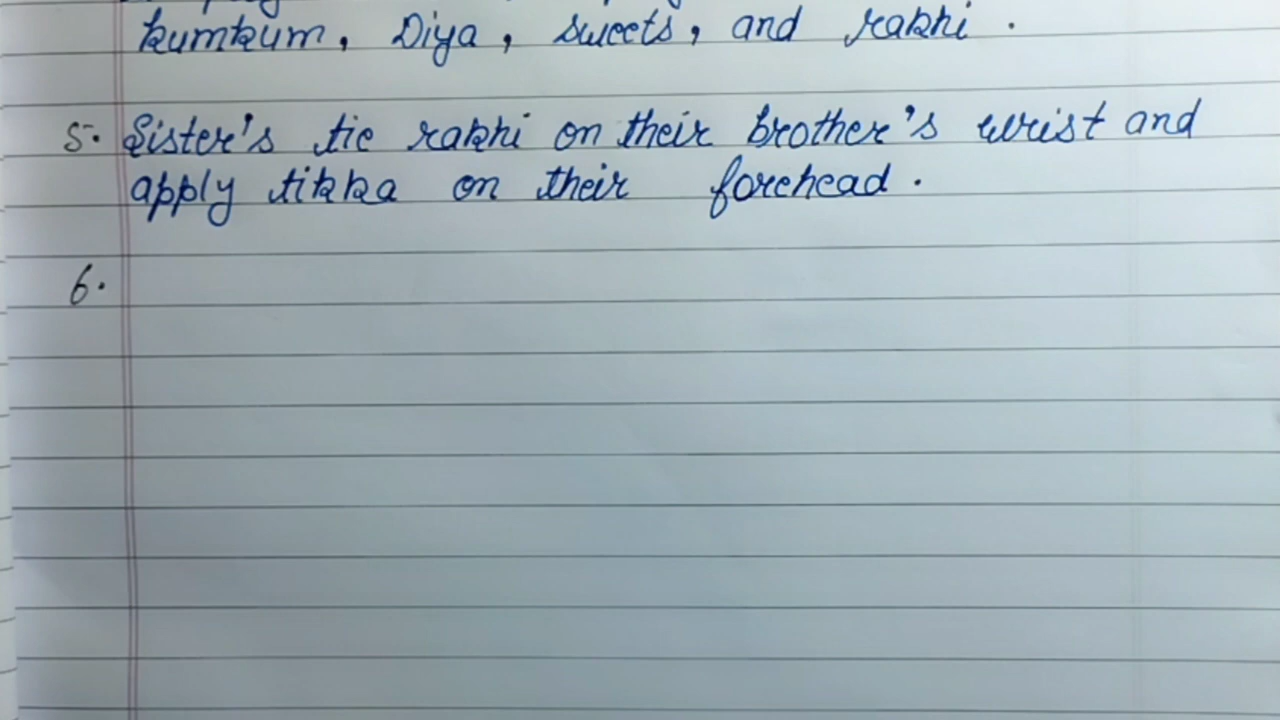 kumkum, Diya, sweets, and rakhi.
5. Sister's tie rakhi on their brother's wrist and
apply tikka on their forehead.
6.